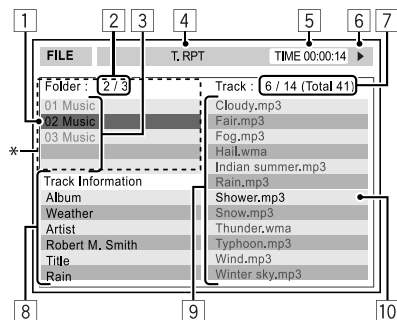 1 2 3 4 5 6 7
FILE T. RPT TIME 00:00:14
Folder : 2 / 3 Track : 6 / 14 (Total 41)
01 Music Cloudy.mp3
02 Music Fair.mp3
03 Music Fog.mp3
* Hail.wma
Indian summer.mp3
Track Information Rain.mp3
Album Shower.mp3
Weather Snow.mp3
Artist Thunder.wma
Robert M. Smith Typhoon.mp3
Title Wind.mp3
Rain Winter sky.mp3
8 9 10